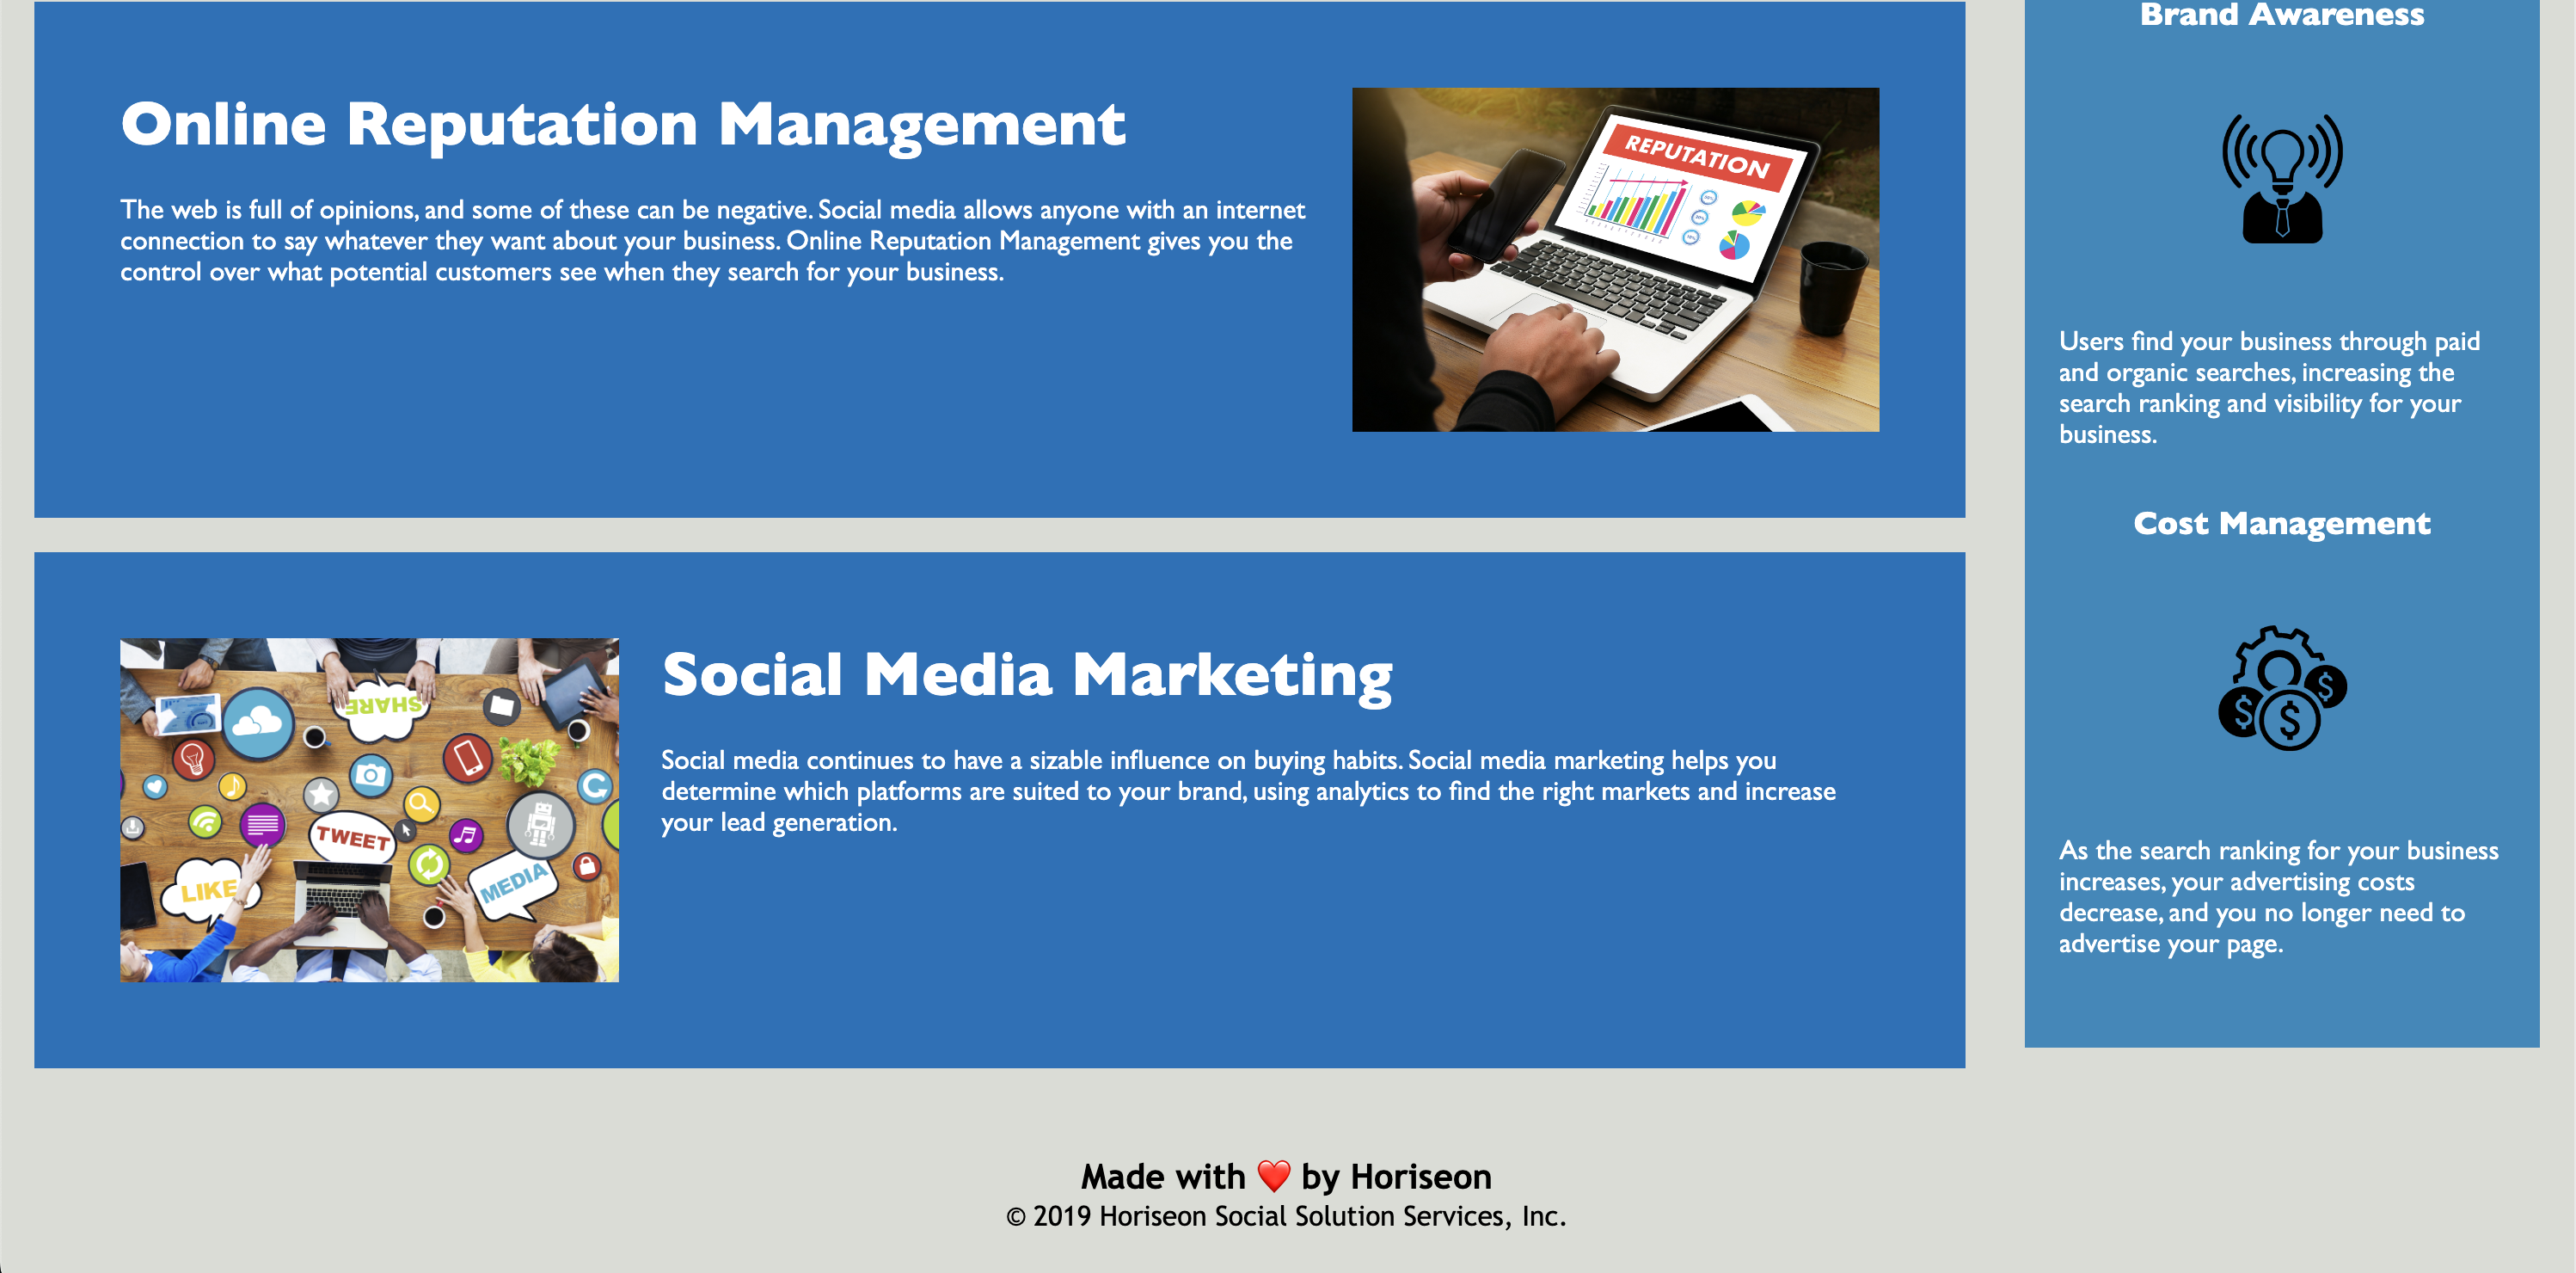 Online Reputation Management
The web is full of opinions, and some of these can be negative. Social media allows anyone with an internet
connection to say whatever they want about your business. Online Reputation Management gives you the
control over what potential customers see when they search for your business.
REPUTATION
SHARE
TWEET
LIKE
MEDIA
Social Media Marketing
Social media continues to have a sizable influence on buying habits. Social media marketing helps you
determine which platforms are suited to your brand, using analytics to find the right markets and increase
your lead generation.
Brand Awareness
Users find your business through paid
and organic searches, increasing the
search ranking and visibility for your
business.
Cost Management
$ $ $
As the search ranking for your business
increases, your advertising costs
decrease, and you no longer need to
advertise your page.
Made with ❤️ by Horiseon
© 2019 Horiseon Social Solution Services, Inc.